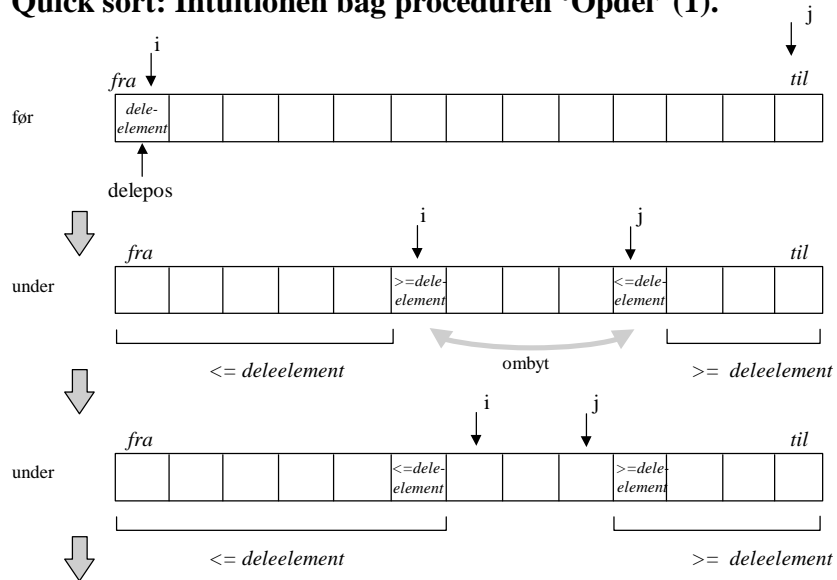 Quick sort: Intuitionen bag proceduren ‘Opdel’ (1).
j
i
fra
til
før
dele-
element
delepos
i
j
fra
til
under
>=dele-
element
<=dele-
element
ombyt
<= deleelement
>= deleelement
i
j
fra
til
under
<=dele-
element
>=dele-
element
<= deleelement
>= deleelement